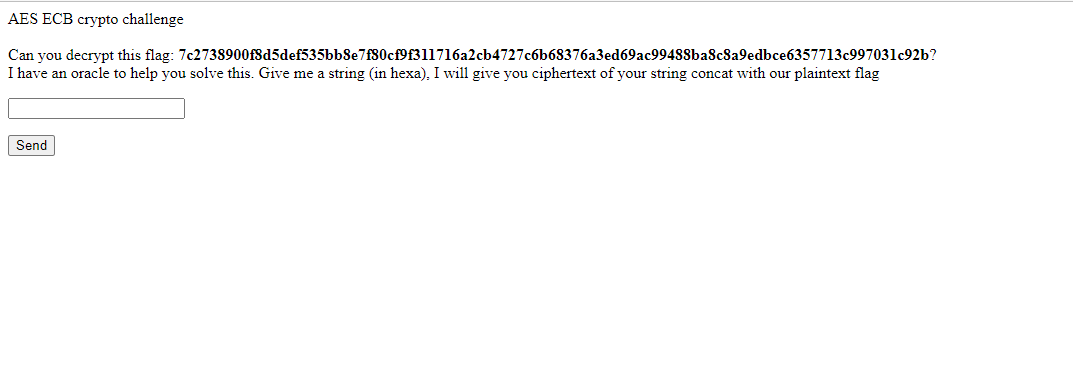 AES ECB crypto challenge
Can you decrypt this flag: 7c2738900f8d5def535bb8e7f80cf9f311716a2cb4727c6b68376a3ed69ac99488ba8c8a9edbce6357713c997031c92b?
I have an oracle to help you solve this. Give me a string (in hexa), I will give you ciphertext of your string concat with our plaintext flag
Send